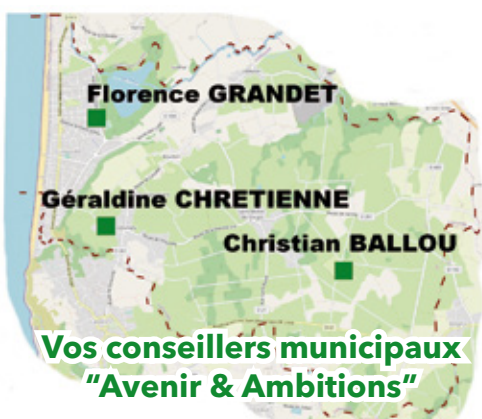 Florence GRANDET
Géraldine CHRETIENNE
Christian BALLOU
Vos conseillers municipaux
“Avenir & Ambitions”